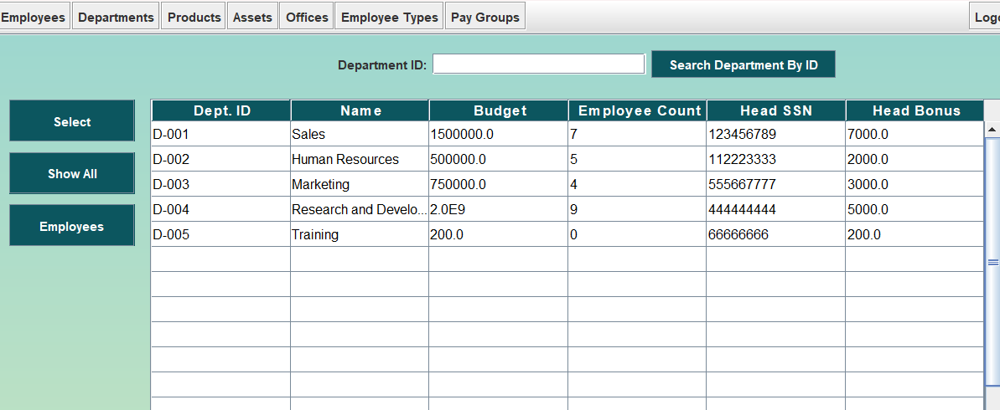 Employees Departments Products Assets Offices Employee Types Pay Groups Logo
Department ID: Search Department By ID
Select
Show All
Employees
Dept. ID Name Budget Employee Count Head SSN Head Bonus
D-001 Sales 1500000.0 7 123456789 7000.0
D-002 Human Resources 500000.0 5 112223333 2000.0
D-003 Marketing 750000.0 4 555667777 3000.0
D-004 Research and Develo... 2.0E9 9 444444444 5000.0
D-005 Training 200.0 0 66666666 200.0